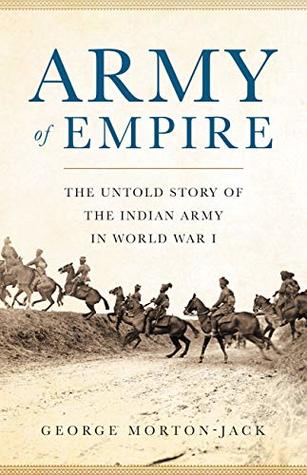 ARMY
of EMPIRE
THE UNTOLD STORY OF
THE INDIAN ARMY
IN WORLD WAR I
GEORGE MORTON-JACK